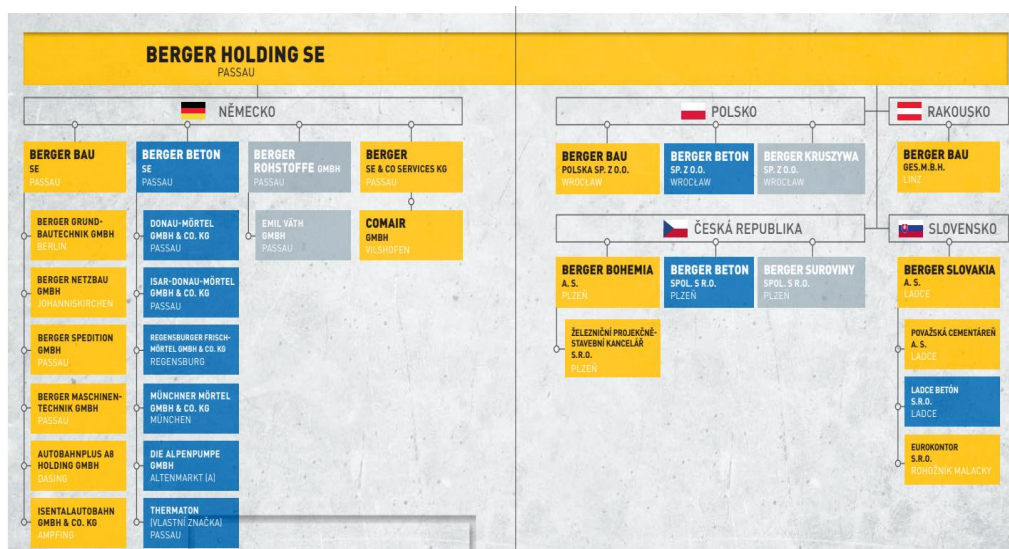 BERGER HOLDING SE
PASSAU
NĚMECKO
BERGER BAU
SE
PASSAU
BERGER GRUND-
BAUTECHNIK GMBH
BERLIN
BERGER NETZBAU
GMBH
JOHANNISKIRCHEN
BERGER SPEDITION
GMBH
PASSAU
BERGER MASCHINEN-
TECHNIK GMBH
PASSAU
AUTOBAHNPLUS A8
HOLDING GMBH
DASING
ISENTALAUTOBAHN
GMBH & CO. KG
AMPFING
BERGER BETON
SE
PASSAU
DONAU-MÖRTEL
GMBH & CO. KG
PASSAU
ISAR-DONAU-MÖRTEL
GMBH & CO. KG
PASSAU
REGENSBURGER FRISCH-
MÖRTEL GMBH & CO. KG
REGENSBURG
MÜNCHNER MÖRTEL
GMBH & CO. KG
MÜNCHEN
DIE ALPENPUMPE
GMBH
ALTENMARKT (A)
THERMATON
(VLASTNÍ ZNAČKA)
PASSAU
BERGER
ROHSTOFFE GMBH
PASSAU
EMIL VÄTH
GMBH
PASSAU
BERGER
SE & CO SERVICES KG
PASSAU
COMAIR
GMBH
VILSHOFEN
POLSKO
BERGER BAU
POLSKA SP. Z O.O.
WROCŁAW
BERGER BETON
SP. Z O.O.
WROCŁAW
BERGER KRUSZYWA
SP. Z O.O.
WROCŁAW
RAKOUSKO
BERGER BAU
GES.M.B.H.
LINZ
ČESKÁ REPUBLIKA
BERGER BOHEMIA
A. S.
PLZEŇ
ŽELEZNIČNÍ PROJEKČNĚ-
STAVEBNÍ KANCELÁŘ
S.R.O.
PLZEŇ
BERGER BETON
SPOL. S R.O.
PLZEŇ
BERGER SUROVINY
SPOL. S R.O.
PLZEŇ
SLOVENSKO
BERGER SLOVAKIA
A. S.
LADCE
POVAŽSKÁ CEMENTÁREŇ
A. S.
LADCE
LADCE BETÓN
S.R.O.
LADCE
EUROKONTOR
S.R.O.
ROHOŽNÍK MALACKY